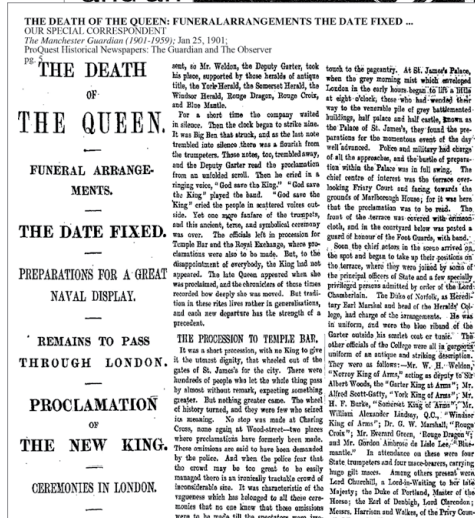 THE DEATH OF THE QUEEN: FUNERALARRANGEMENTS THE DATE FIXED ...
OUR SPECIAL CORRESPONDENT
The Manchester Guardian (1901-1959); Jan 25, 1901;
ProQuest Historical Newspapers: The Guardian and The Observer
pg. 5
THE DEATH
OF
THE QUEEN.
FUNERAL ARRANGE-
MENTS.
THE DATE FIXED.
PREPARATIONS FOR A GREAT
NAVAL DISPLAY.
REMAINS TO PASS
THROUGH LONDON.
PROCLAMATION
OF
THE NEW KING.
CEREMONIES IN LONDON.
sent, so Mr. Weldon, the Deputy Garter, took
his place, supported by those heralds of antique
title, the York Herald, the Somerset Herald, the
Windsor Herald, Rouge Dragon, Rouge Croix,
and Blue Mantle.
For a short time the company waited
in silence. Then the clock began to strike nine.
It was Big Ben that struck, and as the last note
trembled into silence there was a flourish from
the trumpeters. Those notes, too, trembled away,
and the Deputy Garter read the proclamation
from an unfolded scroll. Then he cried in a
ringing voice, "God save the King." "God save
the King" played the band. "God save the
King" cried the people in scattered voices out-
side. Yet one more fanfare of the trumpets,
and this ancient, terse, and symbolical ceremony
was over. The officials left in procession for
Temple Bar and the Royal Exchange, where pro-
clamations were also to be made. But, to the
disappointment of everybody, the King had not
appeared. The late Queen appeared when she
was proclaimed, and the chronicles of those times
recorded how deeply she was moved. But tradi-
tion in these rites lives rather in generalisations,
and each new departure has the strength of a
precedent.
THE PROCESSION TO TEMPLE BAR.
It was a short procession, with no King to give
it the utmost dignity, that wheeled out of the
gates of St. James's for the city. There were
hundreds of people who let the whole thing pass
by almost without remark, expecting something
greater. But nothing greater came. The wheel
of history turned, and they were few who seized
its meaning. No stop was made at Charing
Cross, none again at Wood-street—two places
where proclamations have formerly been made.
These omissions are said to have been demanded
by the police. And when the police fear that
the crowd may be too great to be easily
managed there is an ironically tractable crowd of
inconsiderable size. It was characteristic of the
vagueness which has belonged to all these cere-
monies that no one knew that these omissions
were to be made till the spectators
touch to the pageantry. At St. James's Palace,
when the grey morning mist which enveloped
London in the early hours began to lift a little
at eight o'clock, those who had wended their
way to the venerable pile of grey battlemented
buildings, half palace and half castle, known as
the Palace of St. James's, they found the pre-
parations for the momentous event of the day
well advanced. Police and military had charge
of all the approaches, and the bustle of prepara-
tion within the Palace was in full swing. The
chief centre of interest was the terrace over-
looking Friary Court and facing towards the
grounds of Marlborough House; for it was here
that the proclamation was to be read. The
front of the terrace was covered with crimson
cloth, and in the courtyard below was posted a
guard of honour of the Foot Guards, with band.
Soon the chief actors in the scene arrived on
the spot and began to take up their positions on
the terrace, where they were joined by some of
the principal officers of State and a few specially
privileged persons admitted by order of the Lord
Chamberlain. The Duke of Norfolk, as Heredi-
tary Earl Marshal and head of the Heralds' Col-
lege, had charge of the arrangements. He was
in uniform, and wore the blue riband of the
Garter outside his scarlet coat or tunic. The
other officials of the College were all in gorgeous
uniform of an antique and striking description.
They were as follows:—Mr. W. H. Weldon,
"Norroy King of Arms," acting as deputy to Sir
Albert Woods, the "Garter King at Arms"; Mr.
Alfred Scott-Gatty, "York King of Arms"; Mr.
H. F. Burke, "Somerset King of Arms"; Mr.
William Alexander Lindsay, Q.C., "Windsor
King of Arms"; Dr. G. W. Marshall, "Rouge
Croix"; Mr. Everard Green, "Rouge Dragon";
and Mr. Gordon Ambrose de Lisle Lee, "Blue-
mantle." In attendance on these were four
State trumpeters and four mace-bearers, carrying
huge gilt maces. Among others present were
Lord Churchill, a Lord-in-Waiting to her late
Majesty; the Duke of Portland, Master of the
Horse; the Earl of Denbigh, Lord Clarendon;
Messrs. Harrison and Walkes, of the Privy Coun-